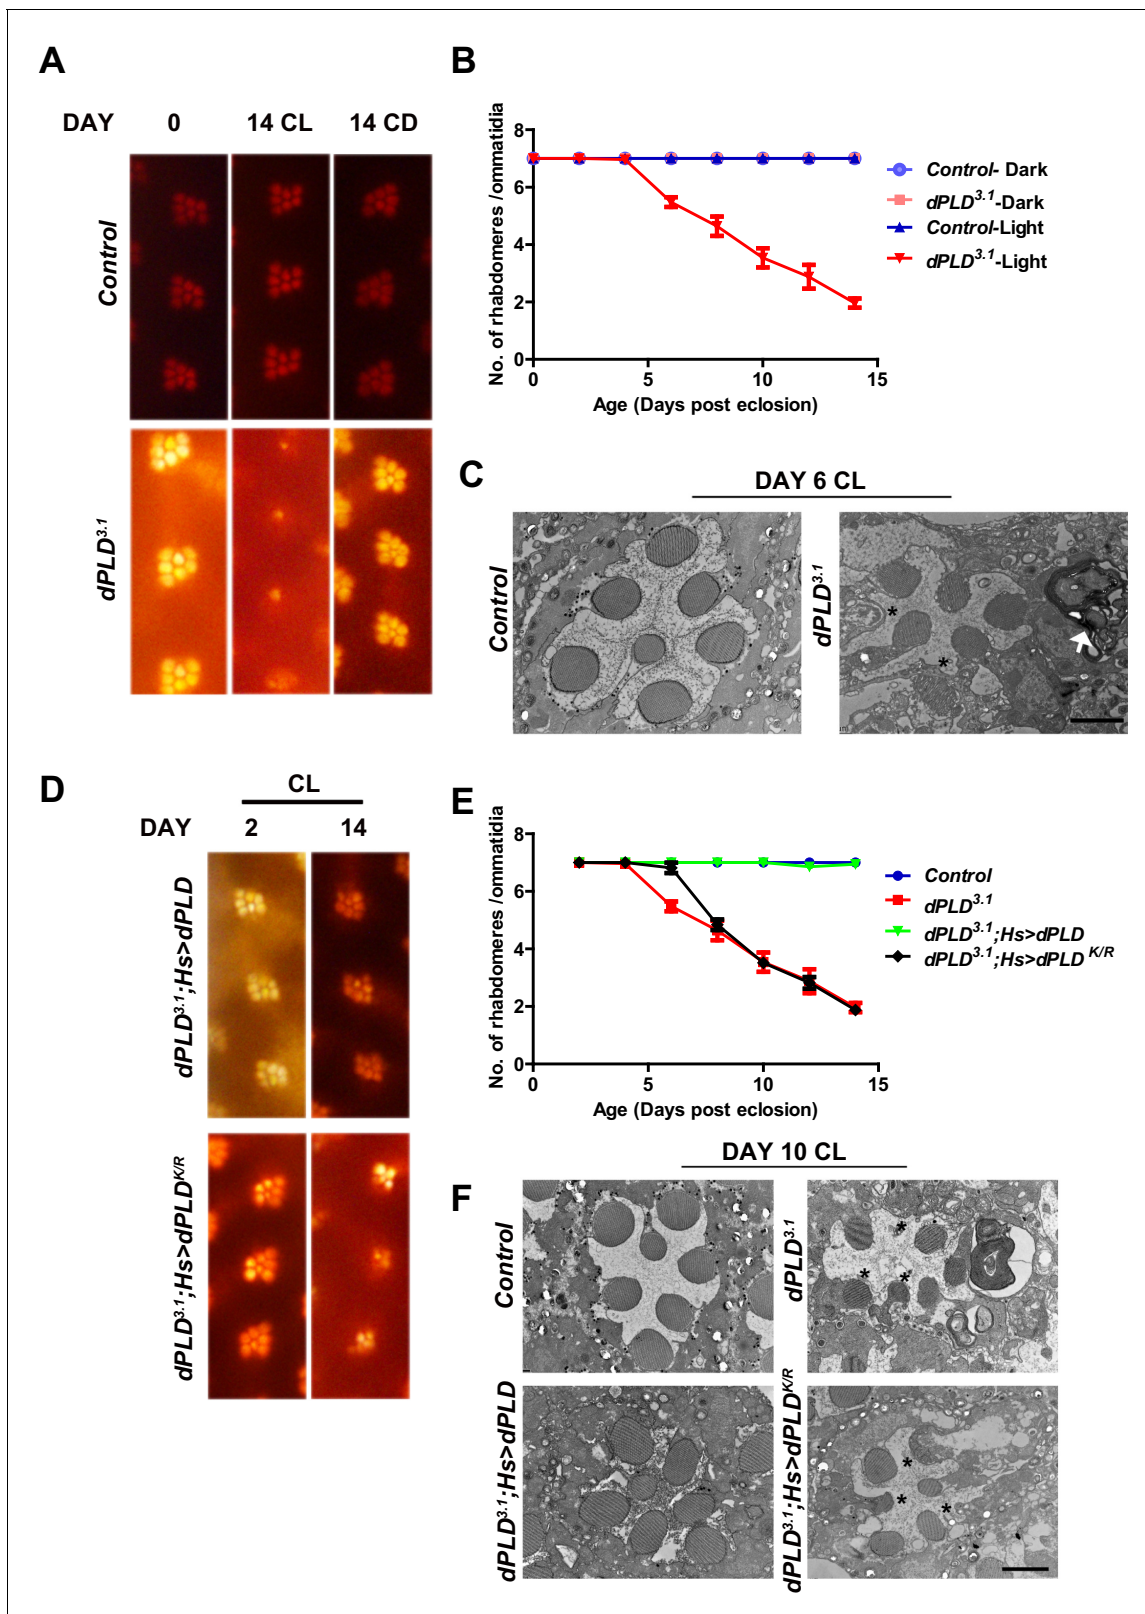 A
DAY 0 14 CL 14 CD
Control
dPLD3.1
B
No. of rhabdomeres /ommatidia
8
6
4
2
0
0 5 10 15
Age (Days post eclosion)
Control- Dark
dPLD3.1-Dark
Control-Light
dPLD3.1-Light
C
DAY 6 CL
Control
dPLD3.1
*
*
D
CL
DAY 2 14
dPLD3.1;Hs>dPLD
dPLD3.1;Hs>dPLDK/R
E
No. of rhabdomeres /ommatidia
8
6
4
2
0
0 5 10 15
Age (Days post eclosion)
Control
dPLD3.1
dPLD3.1;Hs>dPLD
dPLD3.1;Hs>dPLD K/R
F
DAY 10 CL
Control
dPLD3.1
*
* *
dPLD3.1;Hs>dPLD
dPLD3.1;Hs>dPLDK/R
*
* *